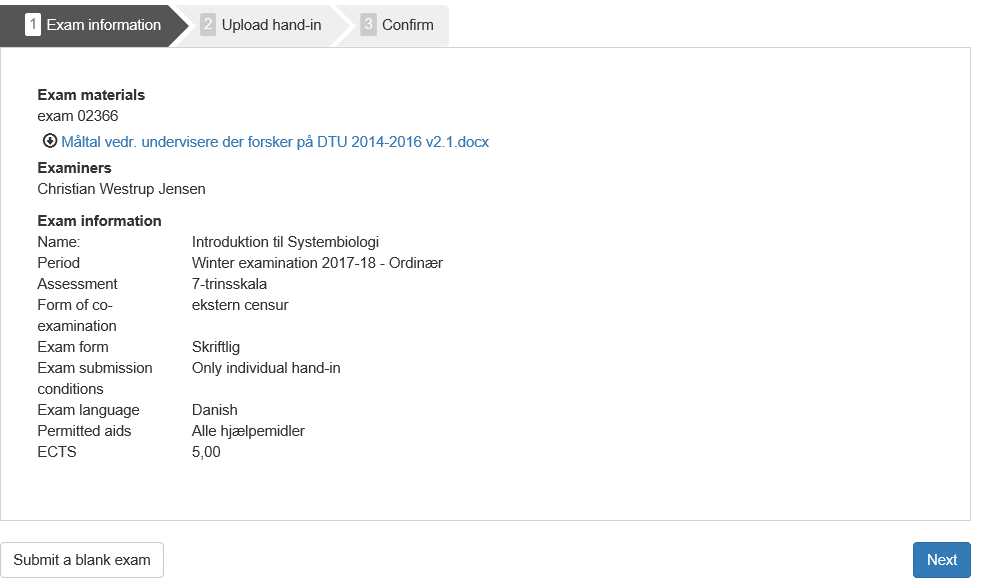 1 Exam information 2 Upload hand-in 3 Confirm
Exam materials
exam 02366
Måltal vedr. undervisere der forsker på DTU 2014-2016 v2.1.docx
Examiners
Christian Westrup Jensen
Exam information
Name: Introduktion til Systembiologi
Period Winter examination 2017-18 - Ordinær
Assessment 7-trinsskala
Form of co- ekstern censur
examination
Exam form Skriftlig
Exam submission Only individual hand-in
conditions
Exam language Danish
Permitted aids Alle hjælpemidler
ECTS 5,00
Submit a blank exam Next